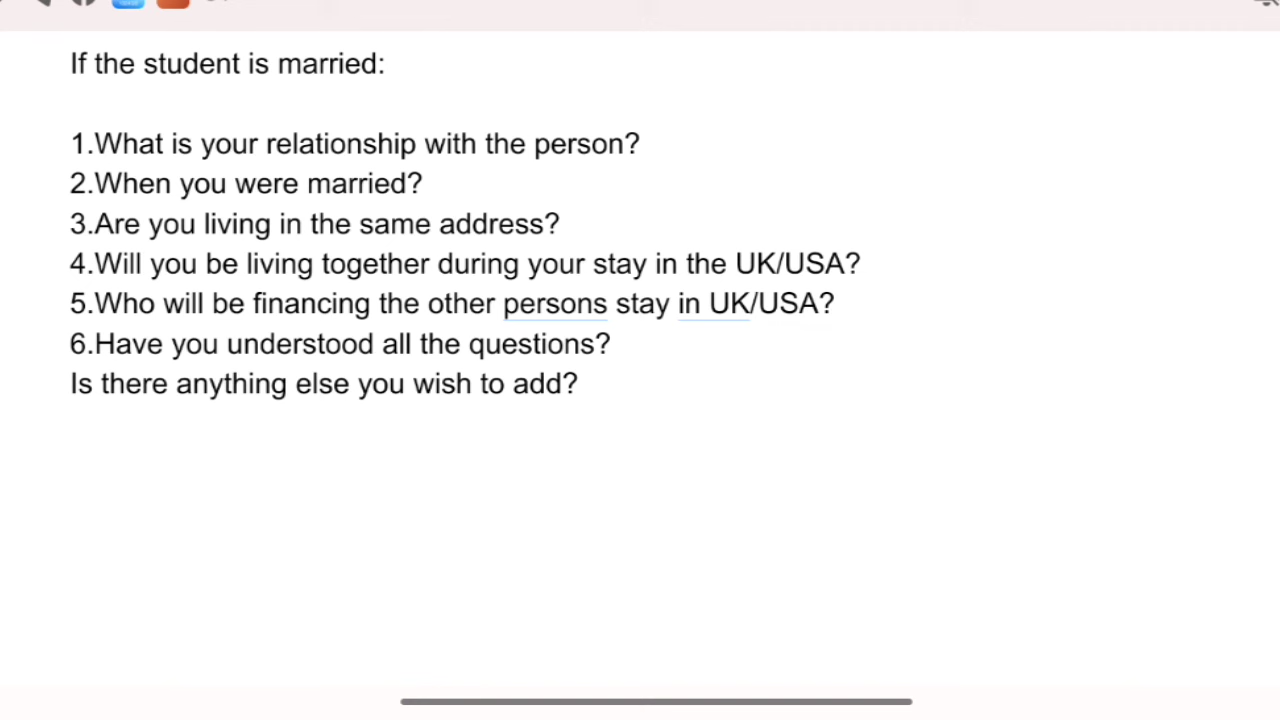 If the student is married:
1.What is your relationship with the person?
2.When you were married?
3.Are you living in the same address?
4.Will you be living together during your stay in the UK/USA?
5.Who will be financing the other persons stay in UK/USA?
6.Have you understood all the questions?
Is there anything else you wish to add?